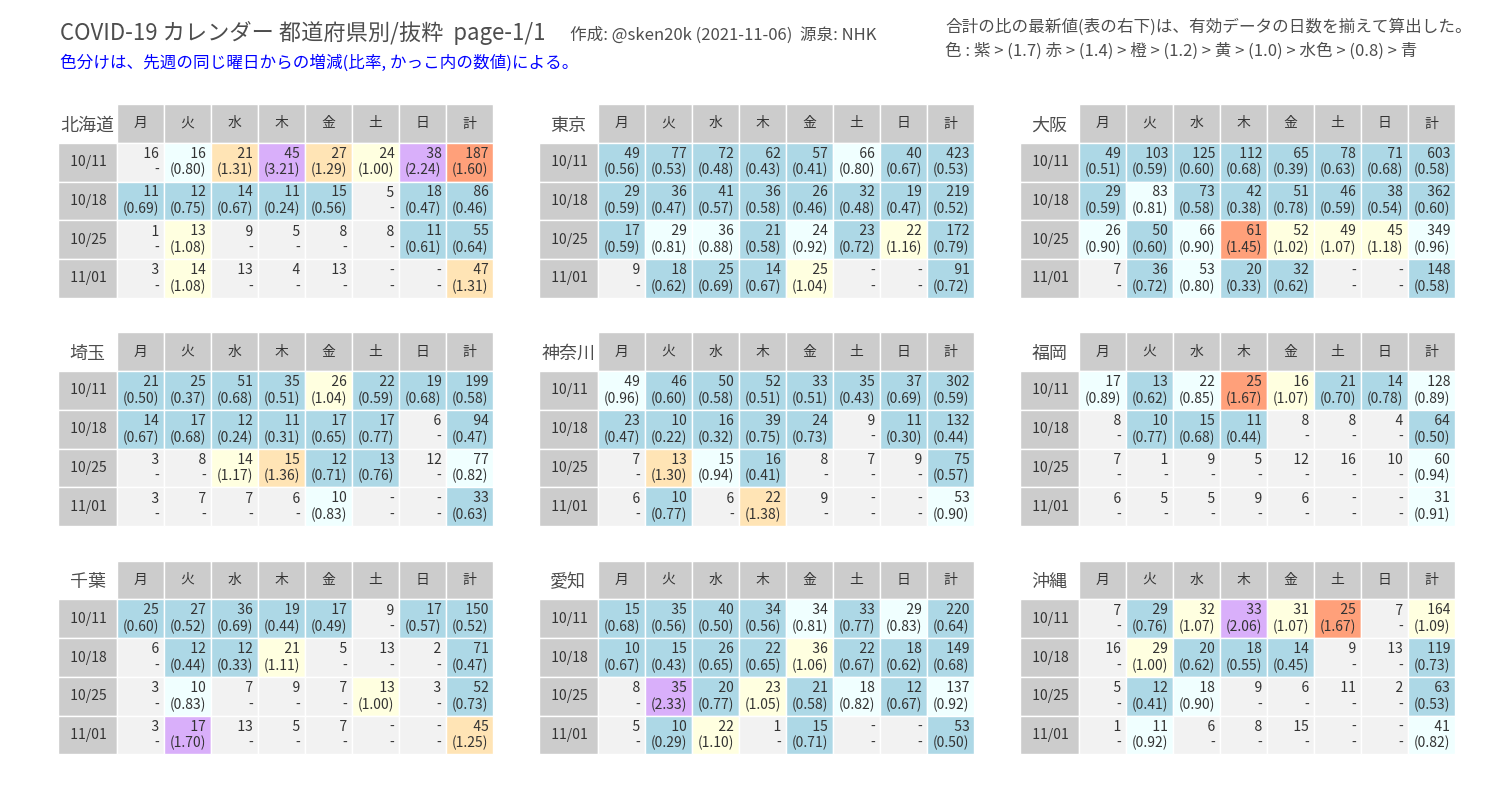 COVID-19 カレンダー 都道府県別/抜粋 page-1/1 作成: @sken20k (2021-11-06) 源泉: NHK
合計の比の最新値(表の右下)は、有効データの日数を揃えて算出した。
色分けは、先週の同じ曜日からの増減(比率, かっこ内の数値)による。
色 : 紫 > (1.7) 赤 > (1.4) 橙 > (1.2) 黄 > (1.0) > 水色 > (0.8) > 青
北海道 月 火 水 木 金 土 日 計
10/11 16 16 21 45 27 24 38 187
- (0.80) (1.31) (3.21) (1.29) (1.00) (2.24) (1.60)
10/18 11 12 14 11 15 5 18 86
(0.69) (0.75) (0.67) (0.24) (0.56) - (0.47) (0.46)
10/25 1 13 9 5 8 8 11 55
- (1.08) - - - - (0.61) (0.64)
11/01 3 14 13 4 13 - - 47
- (1.08) - - - - - (1.31)
東京 月 火 水 木 金 土 日 計
10/11 49 77 72 62 57 66 40 423
(0.56) (0.53) (0.48) (0.43) (0.41) (0.80) (0.67) (0.53)
10/18 29 36 41 36 26 32 19 219
(0.59) (0.47) (0.57) (0.58) (0.46) (0.48) (0.47) (0.52)
10/25 17 29 36 21 24 23 22 172
(0.59) (0.81) (0.88) (0.58) (0.92) (0.72) (1.16) (0.79)
11/01 9 18 25 14 25 - - 91
- (0.62) (0.69) (0.67) (1.04) - - (0.72)
大阪 月 火 水 木 金 土 日 計
10/11 49 103 125 112 65 78 71 603
(0.51) (0.59) (0.60) (0.68) (0.39) (0.63) (0.68) (0.58)
10/18 29 83 73 42 51 46 38 362
(0.59) (0.81) (0.58) (0.38) (0.78) (0.59) (0.54) (0.60)
10/25 26 50 66 61 52 49 45 349
(0.90) (0.60) (0.90) (1.45) (1.02) (1.07) (1.18) (0.96)
11/01 7 36 53 20 32 - - 148
- (0.72) (0.80) (0.33) (0.62) - - (0.58)
埼玉 月 火 水 木 金 土 日 計
10/11 21 25 51 35 26 22 19 199
(0.50) (0.37) (0.68) (0.51) (1.04) (0.59) (0.68) (0.58)
10/18 14 17 12 11 17 17 6 94
(0.67) (0.68) (0.24) (0.31) (0.65) (0.77) - (0.47)
10/25 3 8 14 15 12 13 12 77
- - (1.17) (1.36) (0.71) (0.76) - (0.82)
11/01 3 7 7 6 10 - - 33
- - - - (0.83) - - (0.63)
神奈川 月 火 水 木 金 土 日 計
10/11 49 46 50 52 33 35 37 302
(0.96) (0.60) (0.58) (0.51) (0.51) (0.43) (0.69) (0.59)
10/18 23 10 16 39 24 9 11 132
(0.47) (0.22) (0.32) (0.75) (0.73) - (0.30) (0.44)
10/25 7 13 15 16 8 7 9 75
- (1.30) (0.94) (0.41) - - - (0.57)
11/01 6 10 6 22 9 - - 53
- (0.77) - (1.38) - - - (0.90)
福岡 月 火 水 木 金 土 日 計
10/11 17 13 22 25 16 21 14 128
(0.89) (0.62) (0.85) (1.67) (1.07) (0.70) (0.78) (0.89)
10/18 8 10 15 11 8 8 4 64
- (0.77) (0.68) (0.44) - - - (0.50)
10/25 7 1 9 5 12 16 10 60
- - - - - - - (0.94)
11/01 6 5 5 9 6 - - 31
- - - - - - - (0.91)
千葉 月 火 水 木 金 土 日 計
10/11 25 27 36 19 17 9 17 150
(0.60) (0.52) (0.69) (0.44) (0.49) - (0.57) (0.52)
10/18 6 12 12 21 5 13 2 71
- (0.44) (0.33) (1.11) - - - (0.47)
10/25 3 10 7 9 7 13 3 52
- (0.83) - - - (1.00) - (0.73)
11/01 3 17 13 5 7 - - 45
- (1.70) - - - - - (1.25)
愛知 月 火 水 木 金 土 日 計
10/11 15 35 40 34 34 33 29 220
(0.68) (0.56) (0.50) (0.56) (0.81) (0.77) (0.83) (0.64)
10/18 10 15 26 22 36 22 18 149
(0.67) (0.43) (0.65) (0.65) (1.06) (0.67) (0.62) (0.68)
10/25 8 35 20 23 21 18 12 137
- (2.33) (0.77) (1.05) (0.58) (0.82) (0.67) (0.92)
11/01 5 10 22 1 15 - - 53
- (0.29) (1.10) - (0.71) - - (0.50)
沖縄 月 火 水 木 金 土 日 計
10/11 7 29 32 33 31 25 7 164
- (0.76) (1.07) (2.06) (1.07) (1.67) - (1.09)
10/18 16 29 20 18 14 9 13 119
- (1.00) (0.62) (0.55) (0.45) - - (0.73)
10/25 5 12 18 9 6 11 2 63
- (0.41) (0.90) - - - - (0.53)
11/01 1 11 6 8 15 - - 41
- (0.92) - - - - - (0.82)